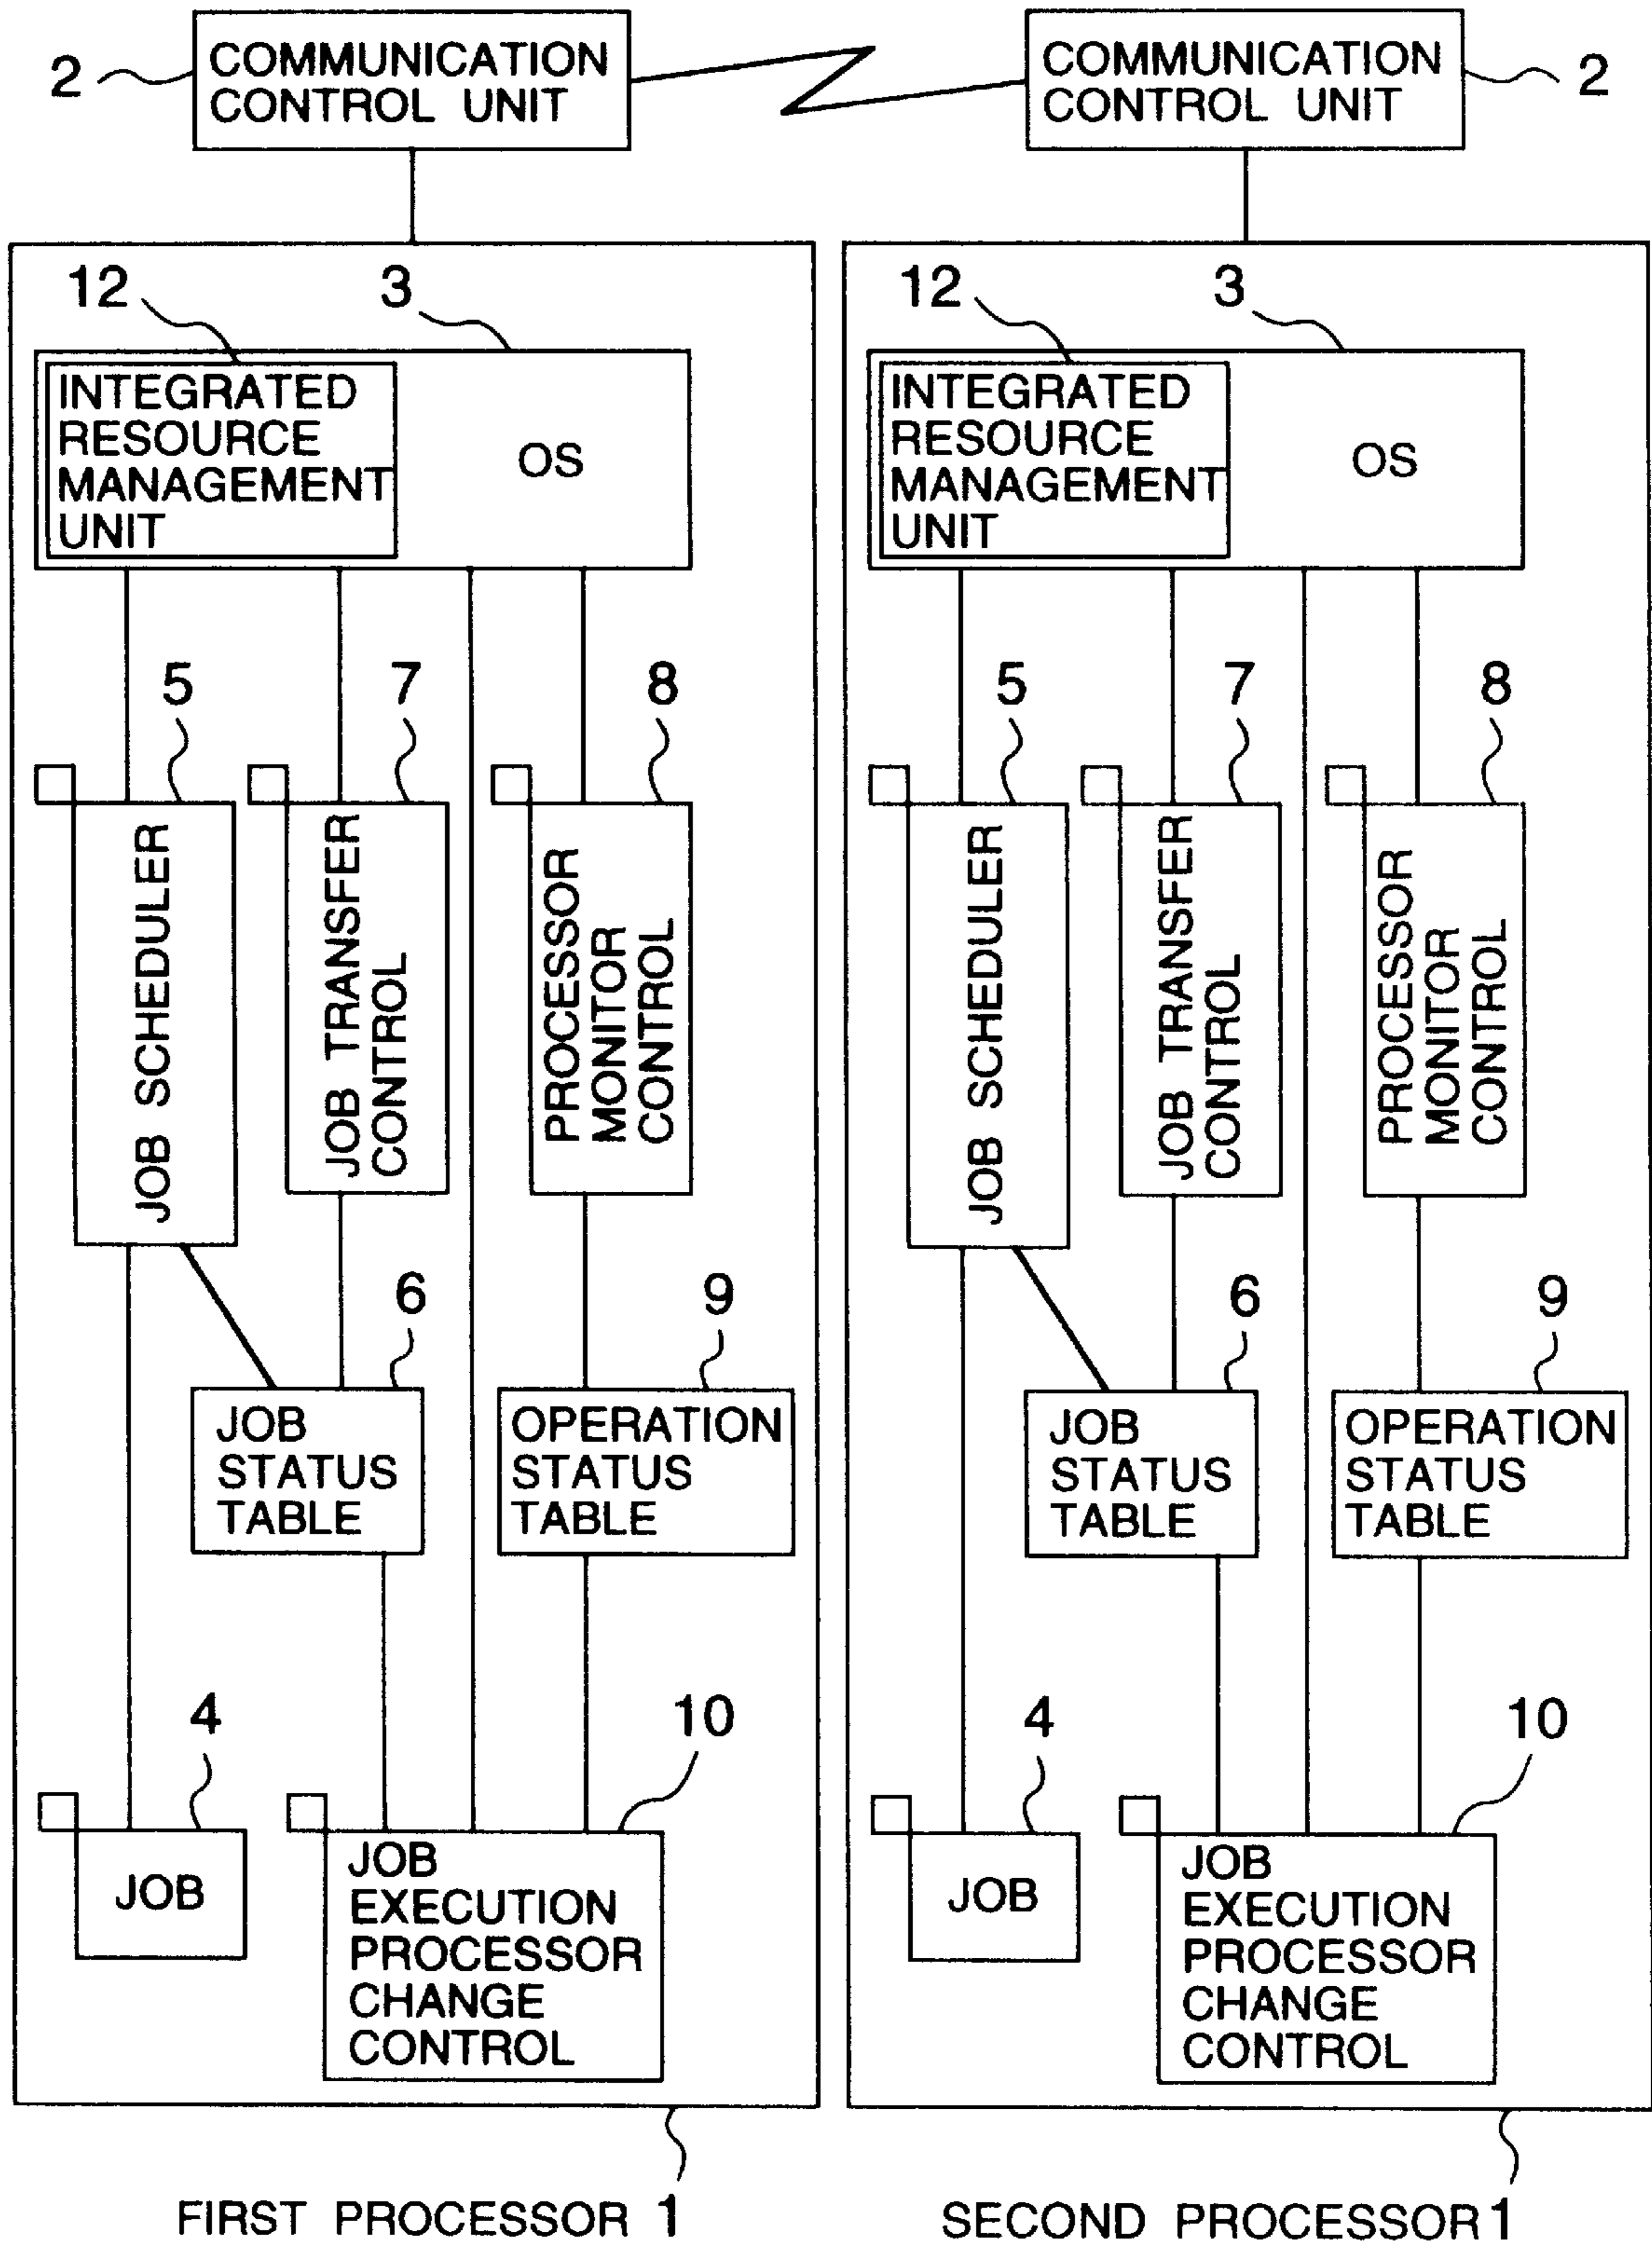 2
COMMUNICATION
CONTROL UNIT
COMMUNICATION
CONTROL UNIT
2
12
3
INTEGRATED
RESOURCE
MANAGEMENT
UNIT
OS
5
7
8
JOB SCHEDULER
JOB TRANSFER
CONTROL
PROCESSOR
MONITOR
CONTROL
6
9
JOB
STATUS
TABLE
OPERATION
STATUS
TABLE
4
10
JOB
JOB
EXECUTION
PROCESSOR
CHANGE
CONTROL
FIRST PROCESSOR 1
12
3
INTEGRATED
RESOURCE
MANAGEMENT
UNIT
OS
5
7
8
JOB SCHEDULER
JOB TRANSFER
CONTROL
PROCESSOR
MONITOR
CONTROL
6
9
JOB
STATUS
TABLE
OPERATION
STATUS
TABLE
4
10
JOB
JOB
EXECUTION
PROCESSOR
CHANGE
CONTROL
SECOND PROCESSOR 1